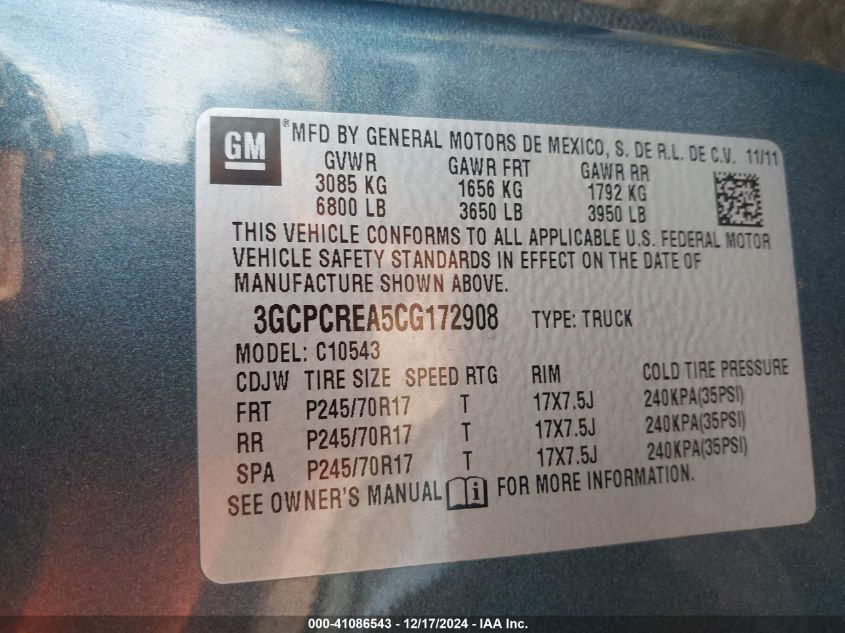 GM
® MFD BY GENERAL MOTORS DE MEXICO, S. DE R.L. DE C.V. 11/11
GVWR GAWR FRT GAWR RR
3085 KG 1656 KG 1792 KG
6800 LB 3650 LB 3950 LB
THIS VEHICLE CONFORMS TO ALL APPLICABLE U.S. FEDERAL MOTOR
VEHICLE SAFETY STANDARDS IN EFFECT ON THE DATE OF
MANUFACTURE SHOWN ABOVE.
3GCPCREA5CG172908 TYPE: TRUCK
MODEL: C10543
CDJW TIRE SIZE SPEED RTG RIM COLD TIRE PRESSURE
FRT P245/70R17 T 17X7.5J 240KPA(35PSI)
RR P245/70R17 T 17X7.5J 240KPA(35PSI)
SPA P245/70R17 T 17X7.5J 240KPA(35PSI)
SEE OWNER'S MANUAL i FOR MORE INFORMATION.
000-41086543 - 12/17/2024 - IAA Inc.